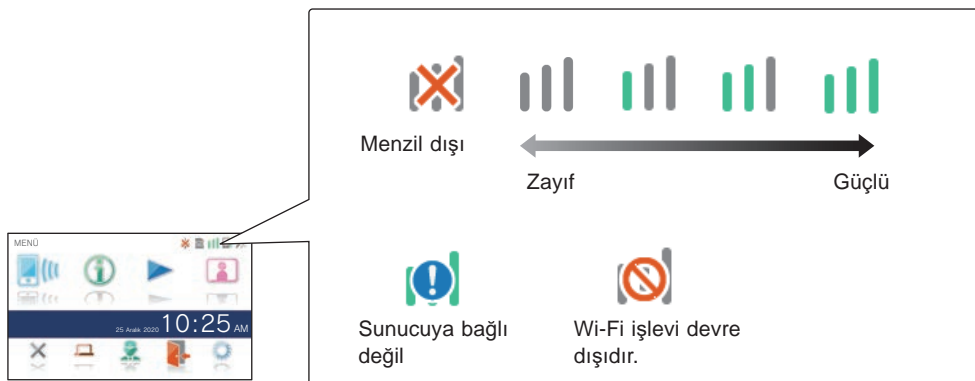 Menzil dışı
Zayıf
Güçlü
MENÜ
25 Aralık 2020 10:25 AM
Sunucuya bağlı
değil
Wi-Fi işlevi devre
dışıdır.